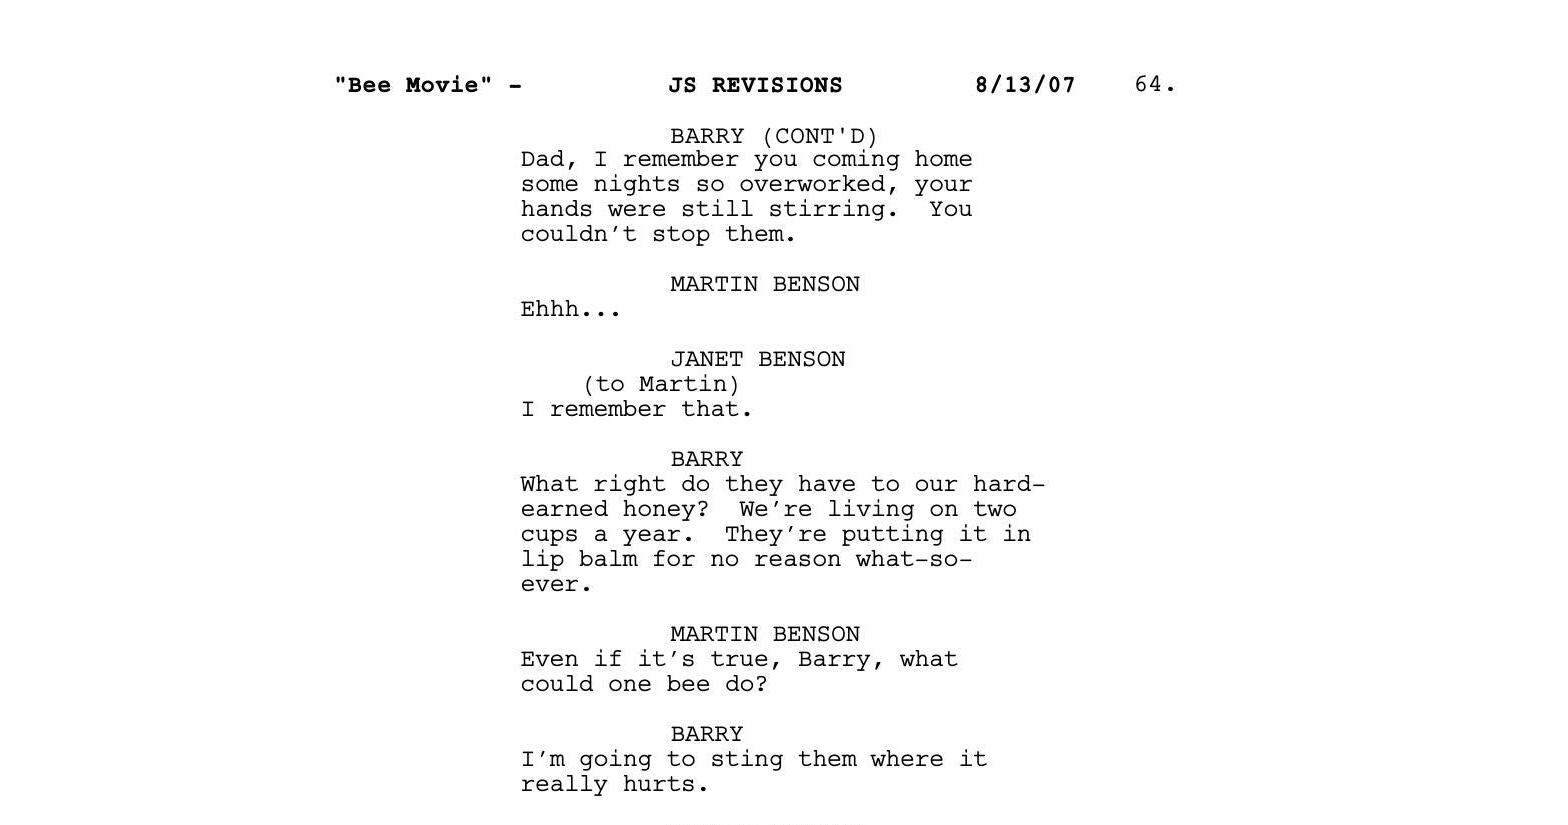 "Bee Movie" - JS REVISIONS 8/13/07 64.
BARRY (CONT'D)
Dad, I remember you coming home
some nights so overworked, your
hands were still stirring.  You
couldn’t stop them.
MARTIN BENSON
Ehhh...
JANET BENSON
(to Martin)
I remember that.
BARRY
What right do they have to our hard-
earned honey?  We’re living on two
cups a year.  They’re putting it in
lip balm for no reason what-so-
ever.
MARTIN BENSON
Even if it’s true, Barry, what
could one bee do?
BARRY
I’m going to sting them where it
really hurts.